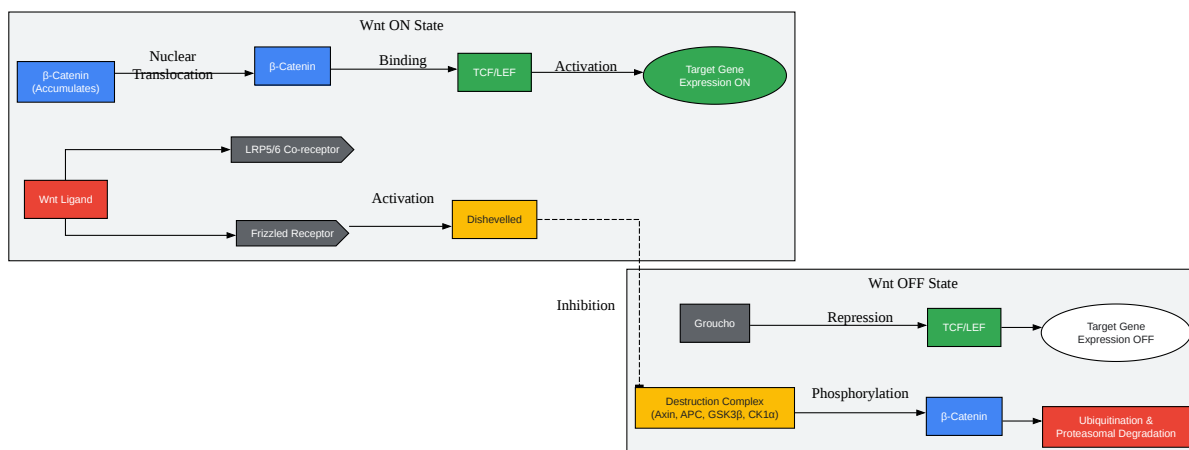 Wnt ON State
β-Catenin
(Accumulates)
Nuclear
Translocation
β-Catenin
Binding
TCF/LEF
Activation
Target Gene
Expression ON
LRP5/6 Co-receptor
Wnt Ligand
Frizzled Receptor
Activation
Dishevelled
Inhibition
Wnt OFF State
Groucho
Repression
TCF/LEF
Target Gene
Expression OFF
Destruction Complex
(Axin, APC, GSK3β, CK1α)
Phosphorylation
β-Catenin
Ubiquitination &
Proteasomal Degradation